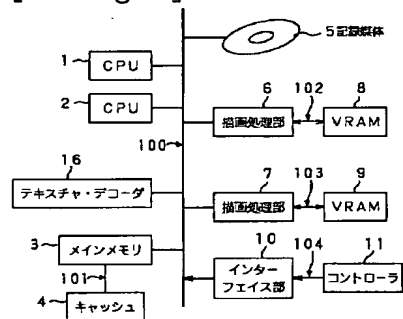 5 記録媒体
1 CPU
2 CPU
6 102 8
描画処理部 VRAM
100
16
テキスチャ・デコーダ
7 103 9
描画処理部 VRAM
3 メインメモリ
10 104 11
インターフェイス部 コントローラ
101
4 キャッシュ